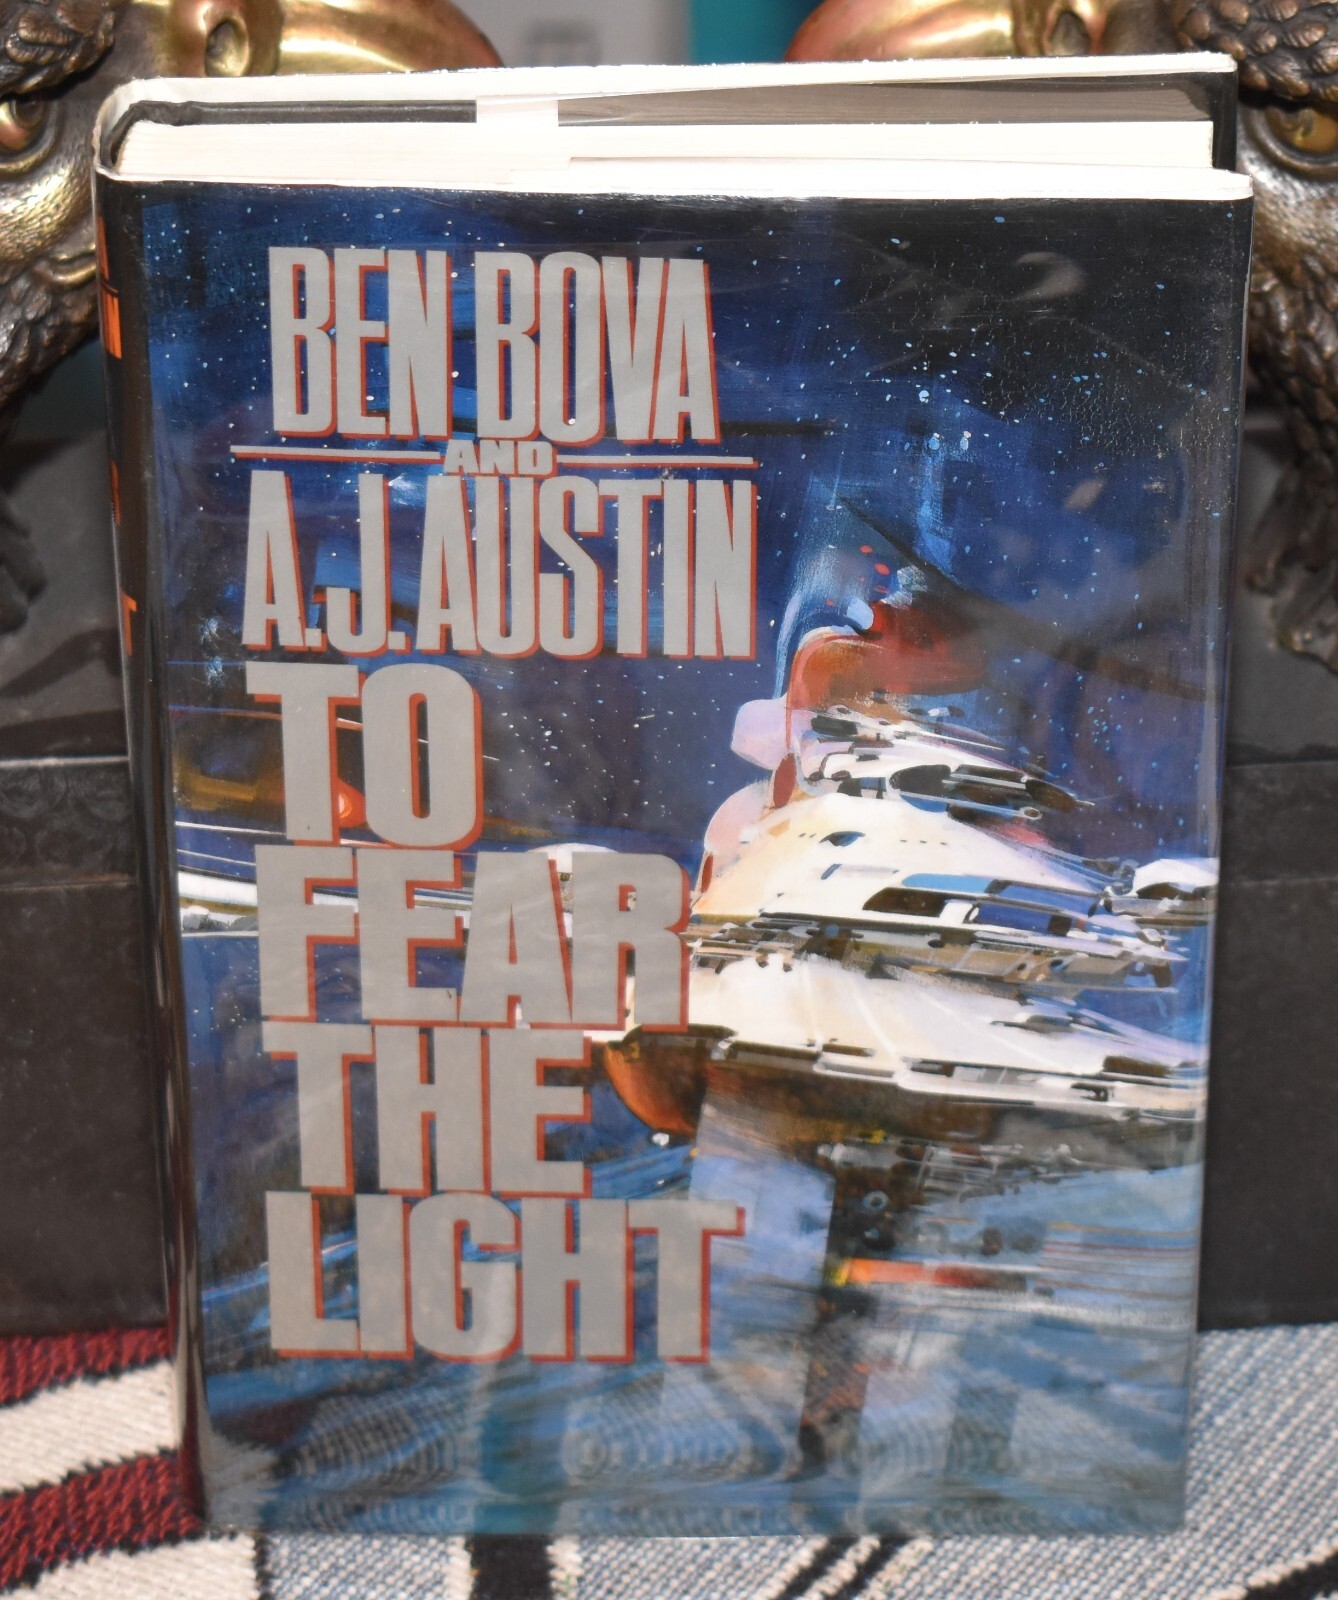 BEN BOVA
AND
A.J. AUSTIN
TO
FEAR
THE
LIGHT